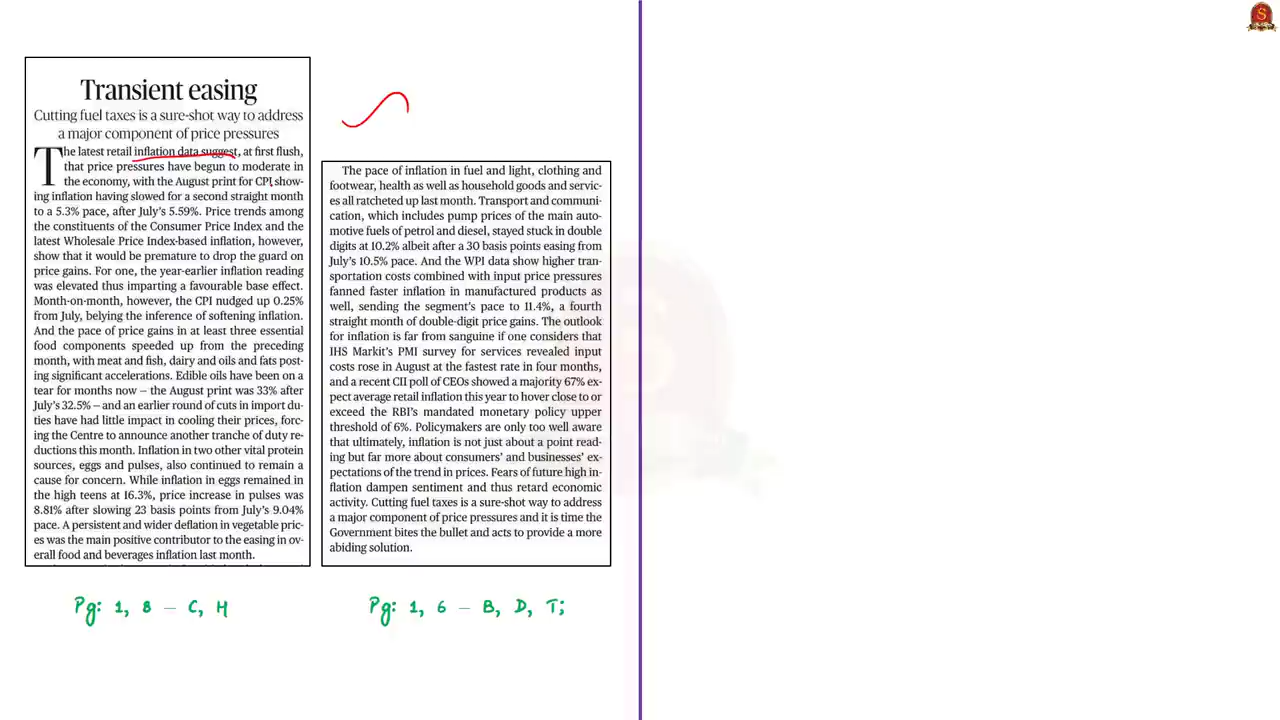 Transient easing
Cutting fuel taxes is a sure-shot way to address
a major component of price pressures
The latest retail inflation data suggest, at first flush,
that price pressures have begun to moderate in
the economy, with the August print for CPI show-
ing inflation having slowed for a second straight month
to a 5.3% pace, after July's 5.59%. Price trends among
the constituents of the Consumer Price Index and the
latest Wholesale Price Index-based inflation, however,
show that it would be premature to drop the guard on
price gains. For one, the year-earlier inflation reading
was elevated thus imparting a favourable base effect.
Month-on-month, however, the CPI nudged up 0.25%
from July, belying the inference of softening inflation.
And the pace of price gains in at least three essential
food components speeded up from the preceding
month, with meat and fish, dairy and oils and fats post-
ing significant accelerations. Edible oils have been on a
tear for months now – the August print was 33% after
July's 32.5% – and an earlier round of cuts in import du-
ties have had little impact in cooling their prices, forc-
ing the Centre to announce another tranche of duty re-
ductions this month. Inflation in two other vital protein
sources, eggs and pulses, also continued to remain a
cause for concern. While inflation in eggs remained in
the high teens at 16.3%, price increase in pulses was
8.81% after slowing 23 basis points from July's 9.04%
pace. A persistent and wider deflation in vegetable pric-
es was the main positive contributor to the easing in ov-
erall food and beverages inflation last month.
The pace of inflation in fuel and light, clothing and
footwear, health as well as household goods and servic-
es all ratcheted up last month. Transport and communi-
cation, which includes pump prices of the main auto-
motive fuels of petrol and diesel, stayed stuck in double
digits at 10.2% albeit after a 30 basis points easing from
July's 10.5% pace. And the WPI data show higher tran-
sportation costs combined with input price pressures
fanned faster inflation in manufactured products as
well, sending the segment's pace to 11.4%, a fourth
straight month of double-digit price gains. The outlook
for inflation is far from sanguine if one considers that
IHS Markit's PMI survey for services revealed input
costs rose in August at the fastest rate in four months,
and a recent CII poll of CEOs showed a majority 67% ex-
pect average retail inflation this year to hover close to or
exceed the RBI's mandated monetary policy upper
threshold of 6%. Policymakers are only too well aware
that ultimately, inflation is not just about a point read-
ing but far more about consumers' and businesses' ex-
pectations of the trend in prices. Fears of future high in-
flation dampen sentiment and thus retard economic
activity. Cutting fuel taxes is a sure-shot way to address
a major component of price pressures and it is time the
Government bites the bullet and acts to provide a more
abiding solution.
Pg: 1, 8 – C, H
Pg: 1, 6 – B, D, T;